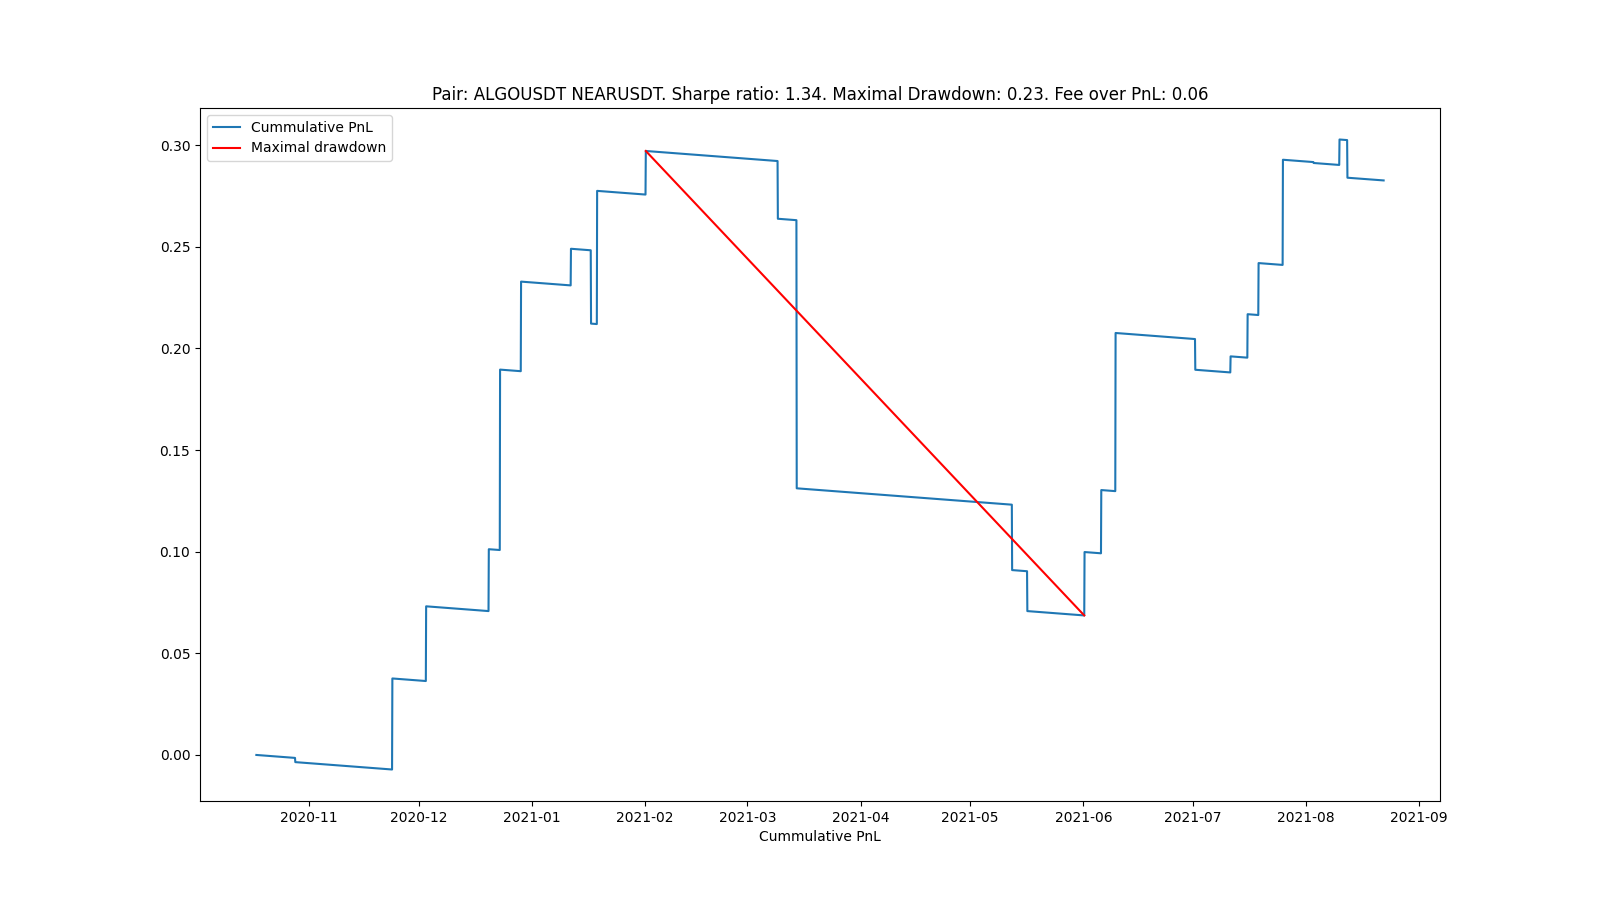 Pair: ALGOUSDT NEARUSDT. Sharpe ratio: 1.34. Maximal Drawdown: 0.23. Fee over PnL: 0.06
Cummulative PnL
Maximal drawdown
0.30
0.25
0.20
0.15
0.10
0.05
0.00
2020-11 2020-12 2021-01 2021-02 2021-03 2021-04 2021-05 2021-06 2021-07 2021-08 2021-09
Cummulative PnL